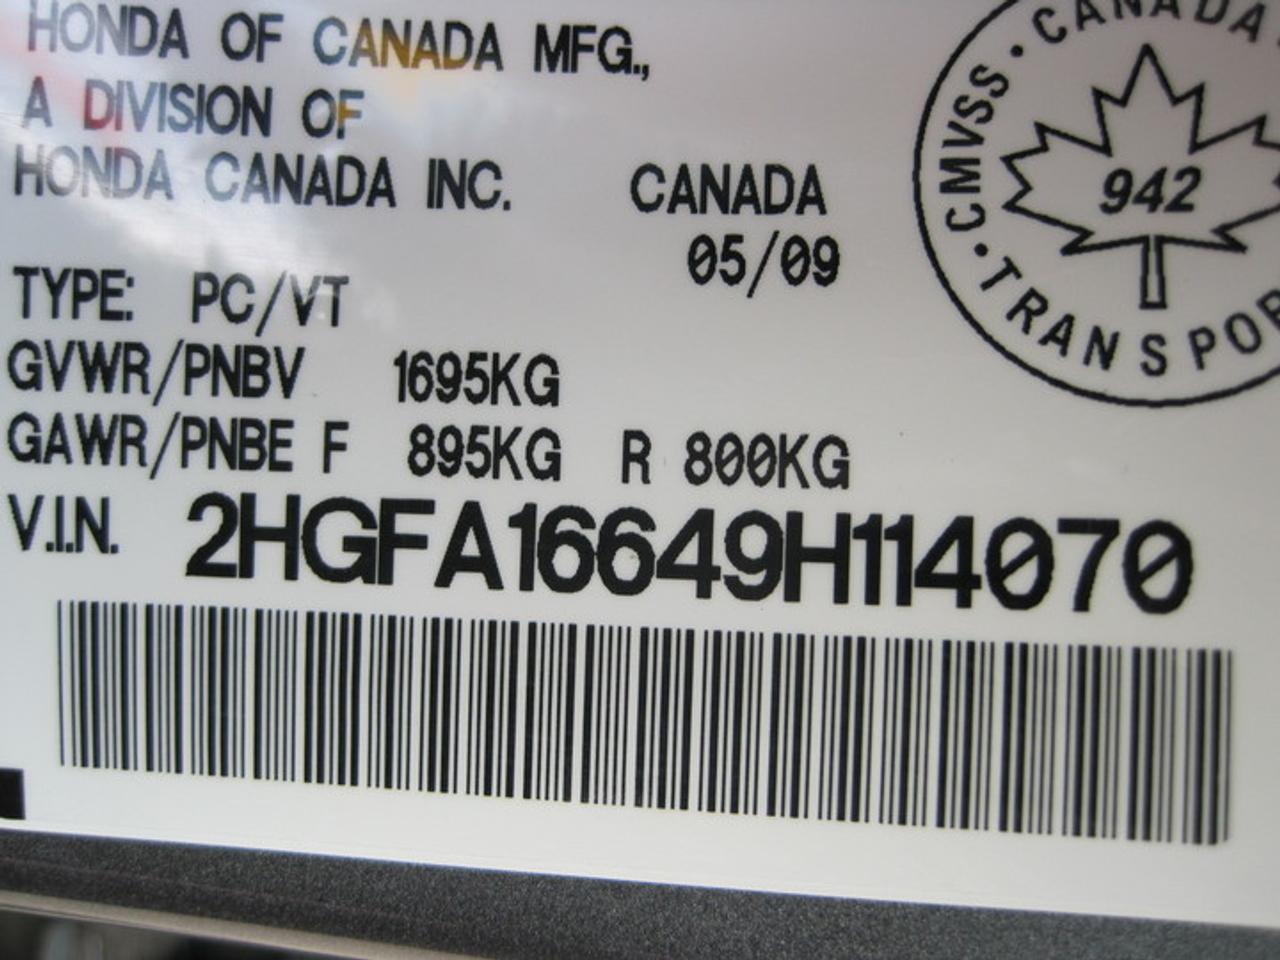 HONDA OF CANADA MFG.,
A DIVISION OF
HONDA CANADA INC. CANADA
05/09
TYPE: PC/VT
GVWR/PNBV 1695KG
GAWR/PNBE F 895KG R 800KG
V.I.N. 2HGFA16649H114070
CMVSS • CANADA
942
• TRANSPOR